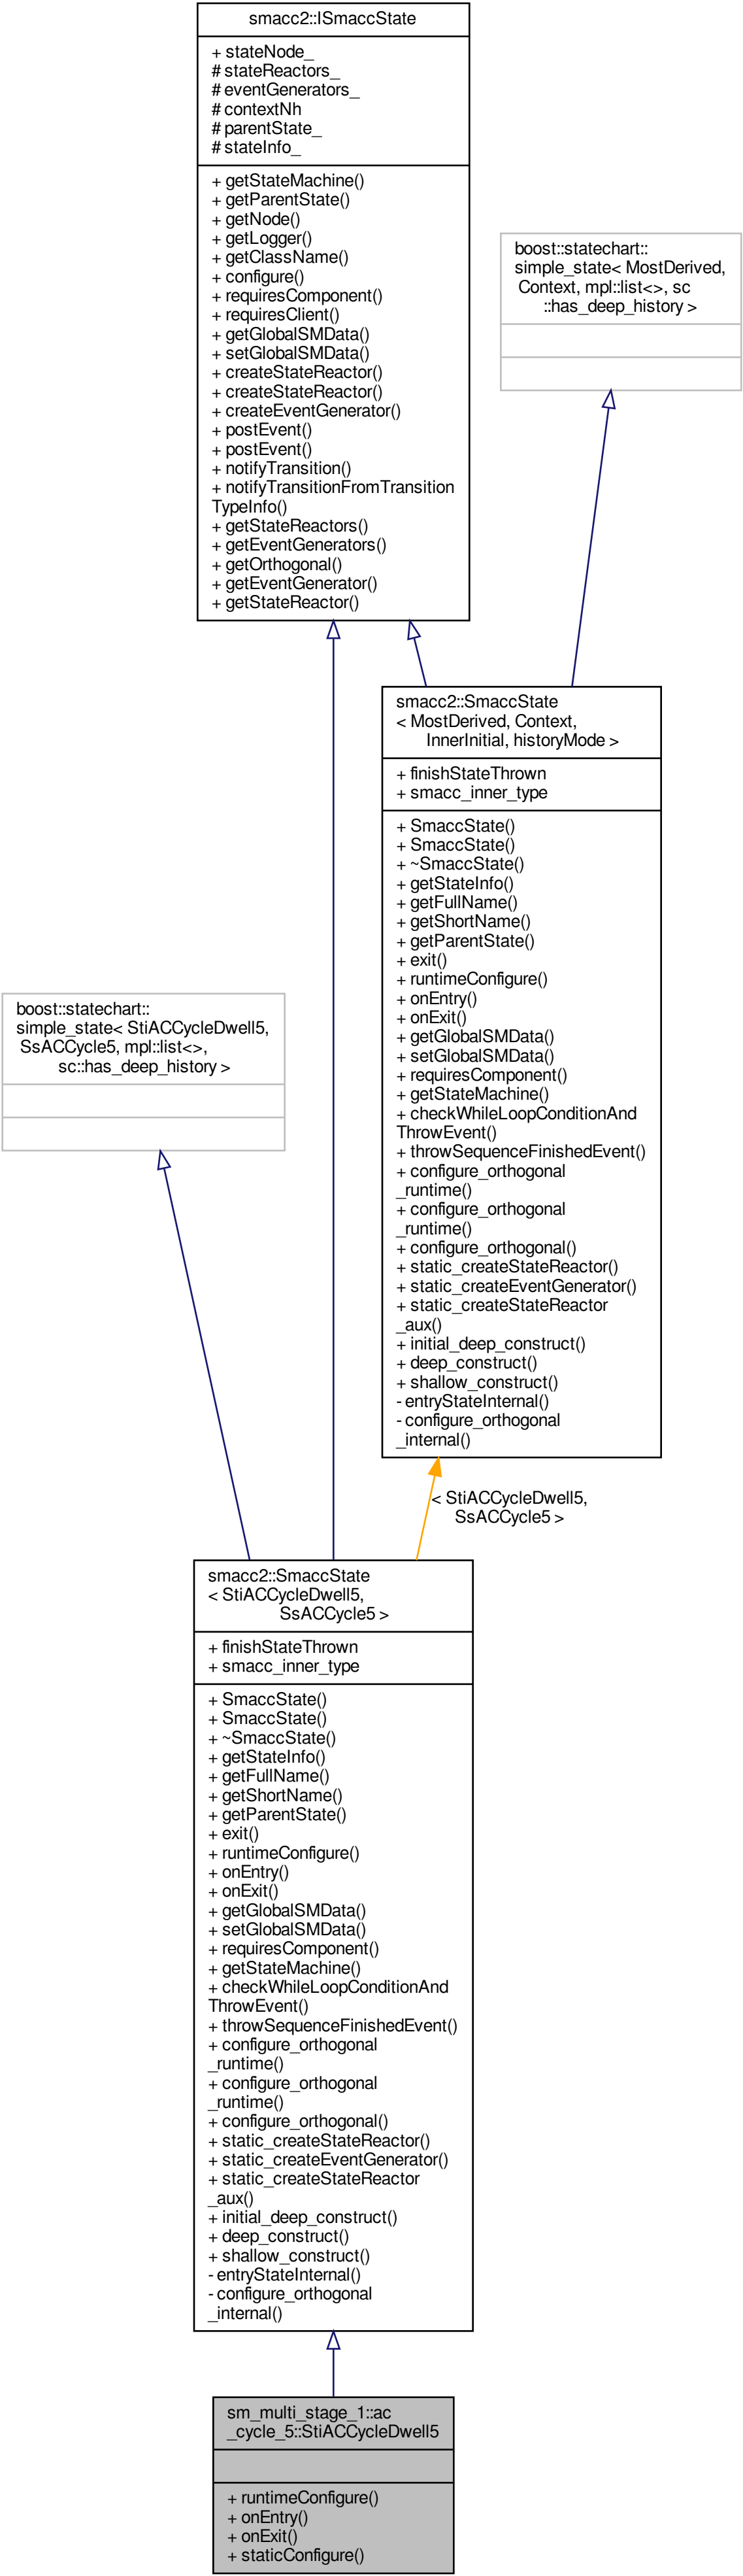 smacc2::ISmaccState
+ stateNode_
# stateReactors_
# eventGenerators_
# contextNh
# parentState_
# stateInfo_
+ getStateMachine()
+ getParentState()
+ getNode()
+ getLogger()
+ getClassName()
+ configure()
+ requiresComponent()
+ requiresClient()
+ getGlobalSMData()
+ setGlobalSMData()
+ createStateReactor()
+ createStateReactor()
+ createEventGenerator()
+ postEvent()
+ postEvent()
+ notifyTransition()
+ notifyTransitionFromTransition
TypeInfo()
+ getStateReactors()
+ getEventGenerators()
+ getOrthogonal()
+ getEventGenerator()
+ getStateReactor()
boost::statechart::
simple_state< MostDerived,
Context, mpl::list<>, sc
::has_deep_history >
smacc2::SmaccState
< MostDerived, Context,
InnerInitial, historyMode >
+ finishStateThrown
+ smacc_inner_type
+ SmaccState()
+ SmaccState()
+ ~SmaccState()
+ getStateInfo()
+ getFullName()
+ getShortName()
+ getParentState()
+ exit()
+ runtimeConfigure()
+ onEntry()
+ onExit()
+ getGlobalSMData()
+ setGlobalSMData()
+ requiresComponent()
+ getStateMachine()
+ checkWhileLoopConditionAnd
ThrowEvent()
+ throwSequenceFinishedEvent()
+ configure_orthogonal
_runtime()
+ configure_orthogonal
_runtime()
+ configure_orthogonal()
+ static_createStateReactor()
+ static_createEventGenerator()
+ static_createStateReactor
_aux()
+ initial_deep_construct()
+ deep_construct()
+ shallow_construct()
- entryStateInternal()
- configure_orthogonal
_internal()
boost::statechart::
simple_state< StiACCycleDwell5,
SsACCycle5, mpl::list<>,
sc::has_deep_history >
< StiACCycleDwell5,
SsACCycle5 >
smacc2::SmaccState
< StiACCycleDwell5,
SsACCycle5 >
+ finishStateThrown
+ smacc_inner_type
+ SmaccState()
+ SmaccState()
+ ~SmaccState()
+ getStateInfo()
+ getFullName()
+ getShortName()
+ getParentState()
+ exit()
+ runtimeConfigure()
+ onEntry()
+ onExit()
+ getGlobalSMData()
+ setGlobalSMData()
+ requiresComponent()
+ getStateMachine()
+ checkWhileLoopConditionAnd
ThrowEvent()
+ throwSequenceFinishedEvent()
+ configure_orthogonal
_runtime()
+ configure_orthogonal
_runtime()
+ configure_orthogonal()
+ static_createStateReactor()
+ static_createEventGenerator()
+ static_createStateReactor
_aux()
+ initial_deep_construct()
+ deep_construct()
+ shallow_construct()
- entryStateInternal()
- configure_orthogonal
_internal()
sm_multi_stage_1::ac
_cycle_5::StiACCycleDwell5
+ runtimeConfigure()
+ onEntry()
+ onExit()
+ staticConfigure()